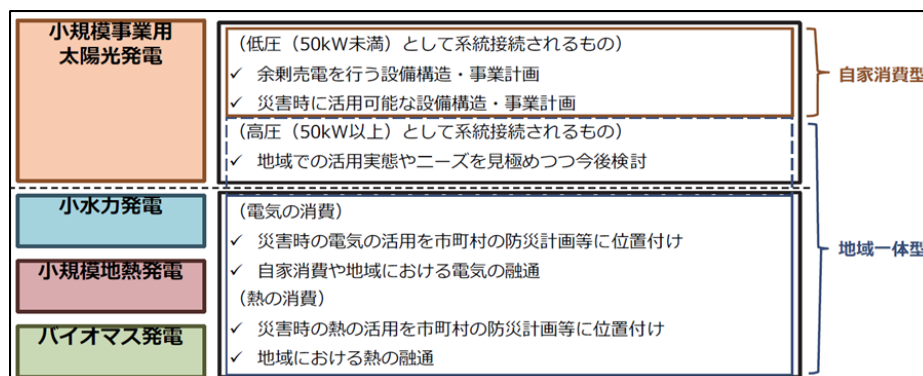 小規模事業用
太陽光発電
(低圧（50kW未満）として系統接続されるもの)
✓ 余剰売電を行う設備構造・事業計画
✓ 災害時に活用可能な設備構造・事業計画
自家消費型
(高圧（50kW以上）として系統接続されるもの)
✓ 地域での活用実態やニーズを見極めつつ今後検討
小水力発電
小規模地熱発電
バイオマス発電
(電気の消費)
✓ 災害時の電気の活用を市町村の防災計画等に位置付け
✓ 自家消費や地域における電気の融通
(熱の消費)
✓ 災害時の熱の活用を市町村の防災計画等に位置付け
✓ 地域における熱の融通
地域一体型